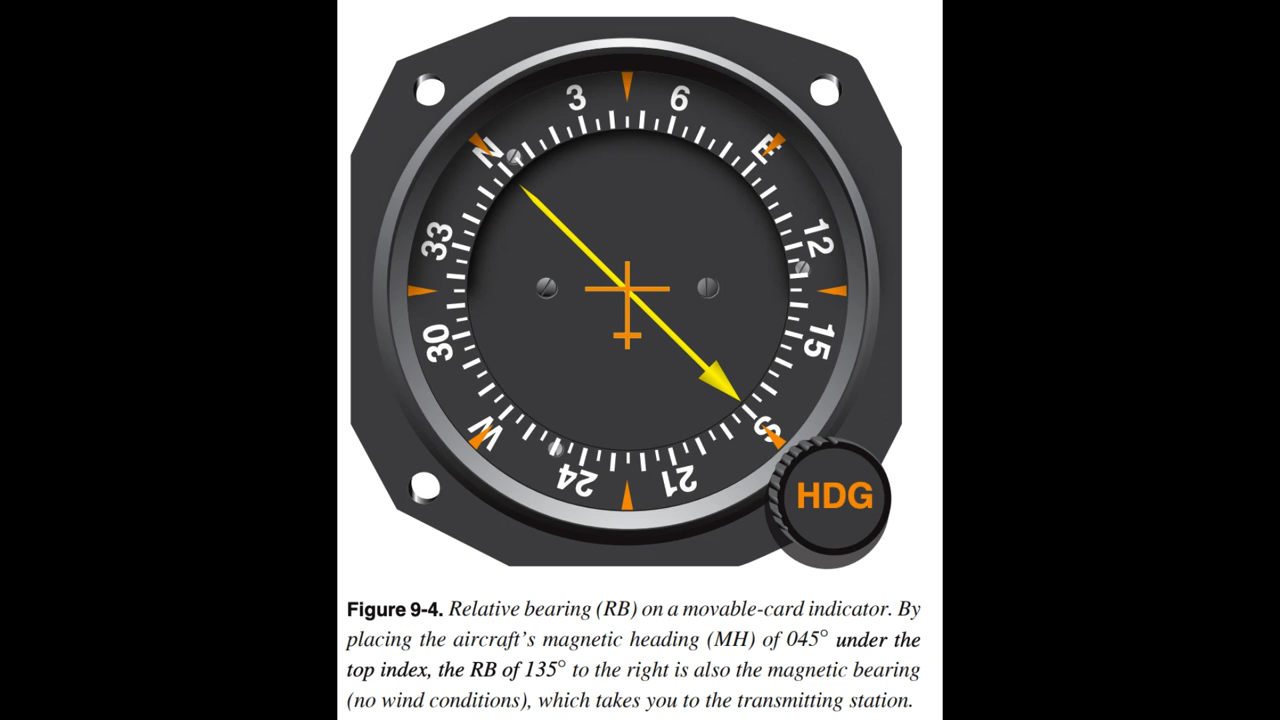 3 6
N E
33 12
30 15
W S
24 21
HDG
Figure 9-4. Relative bearing (RB) on a movable-card indicator. By
placing the aircraft's magnetic heading (MH) of 045° under the
top index, the RB of 135° to the right is also the magnetic bearing
(no wind conditions), which takes you to the transmitting station.